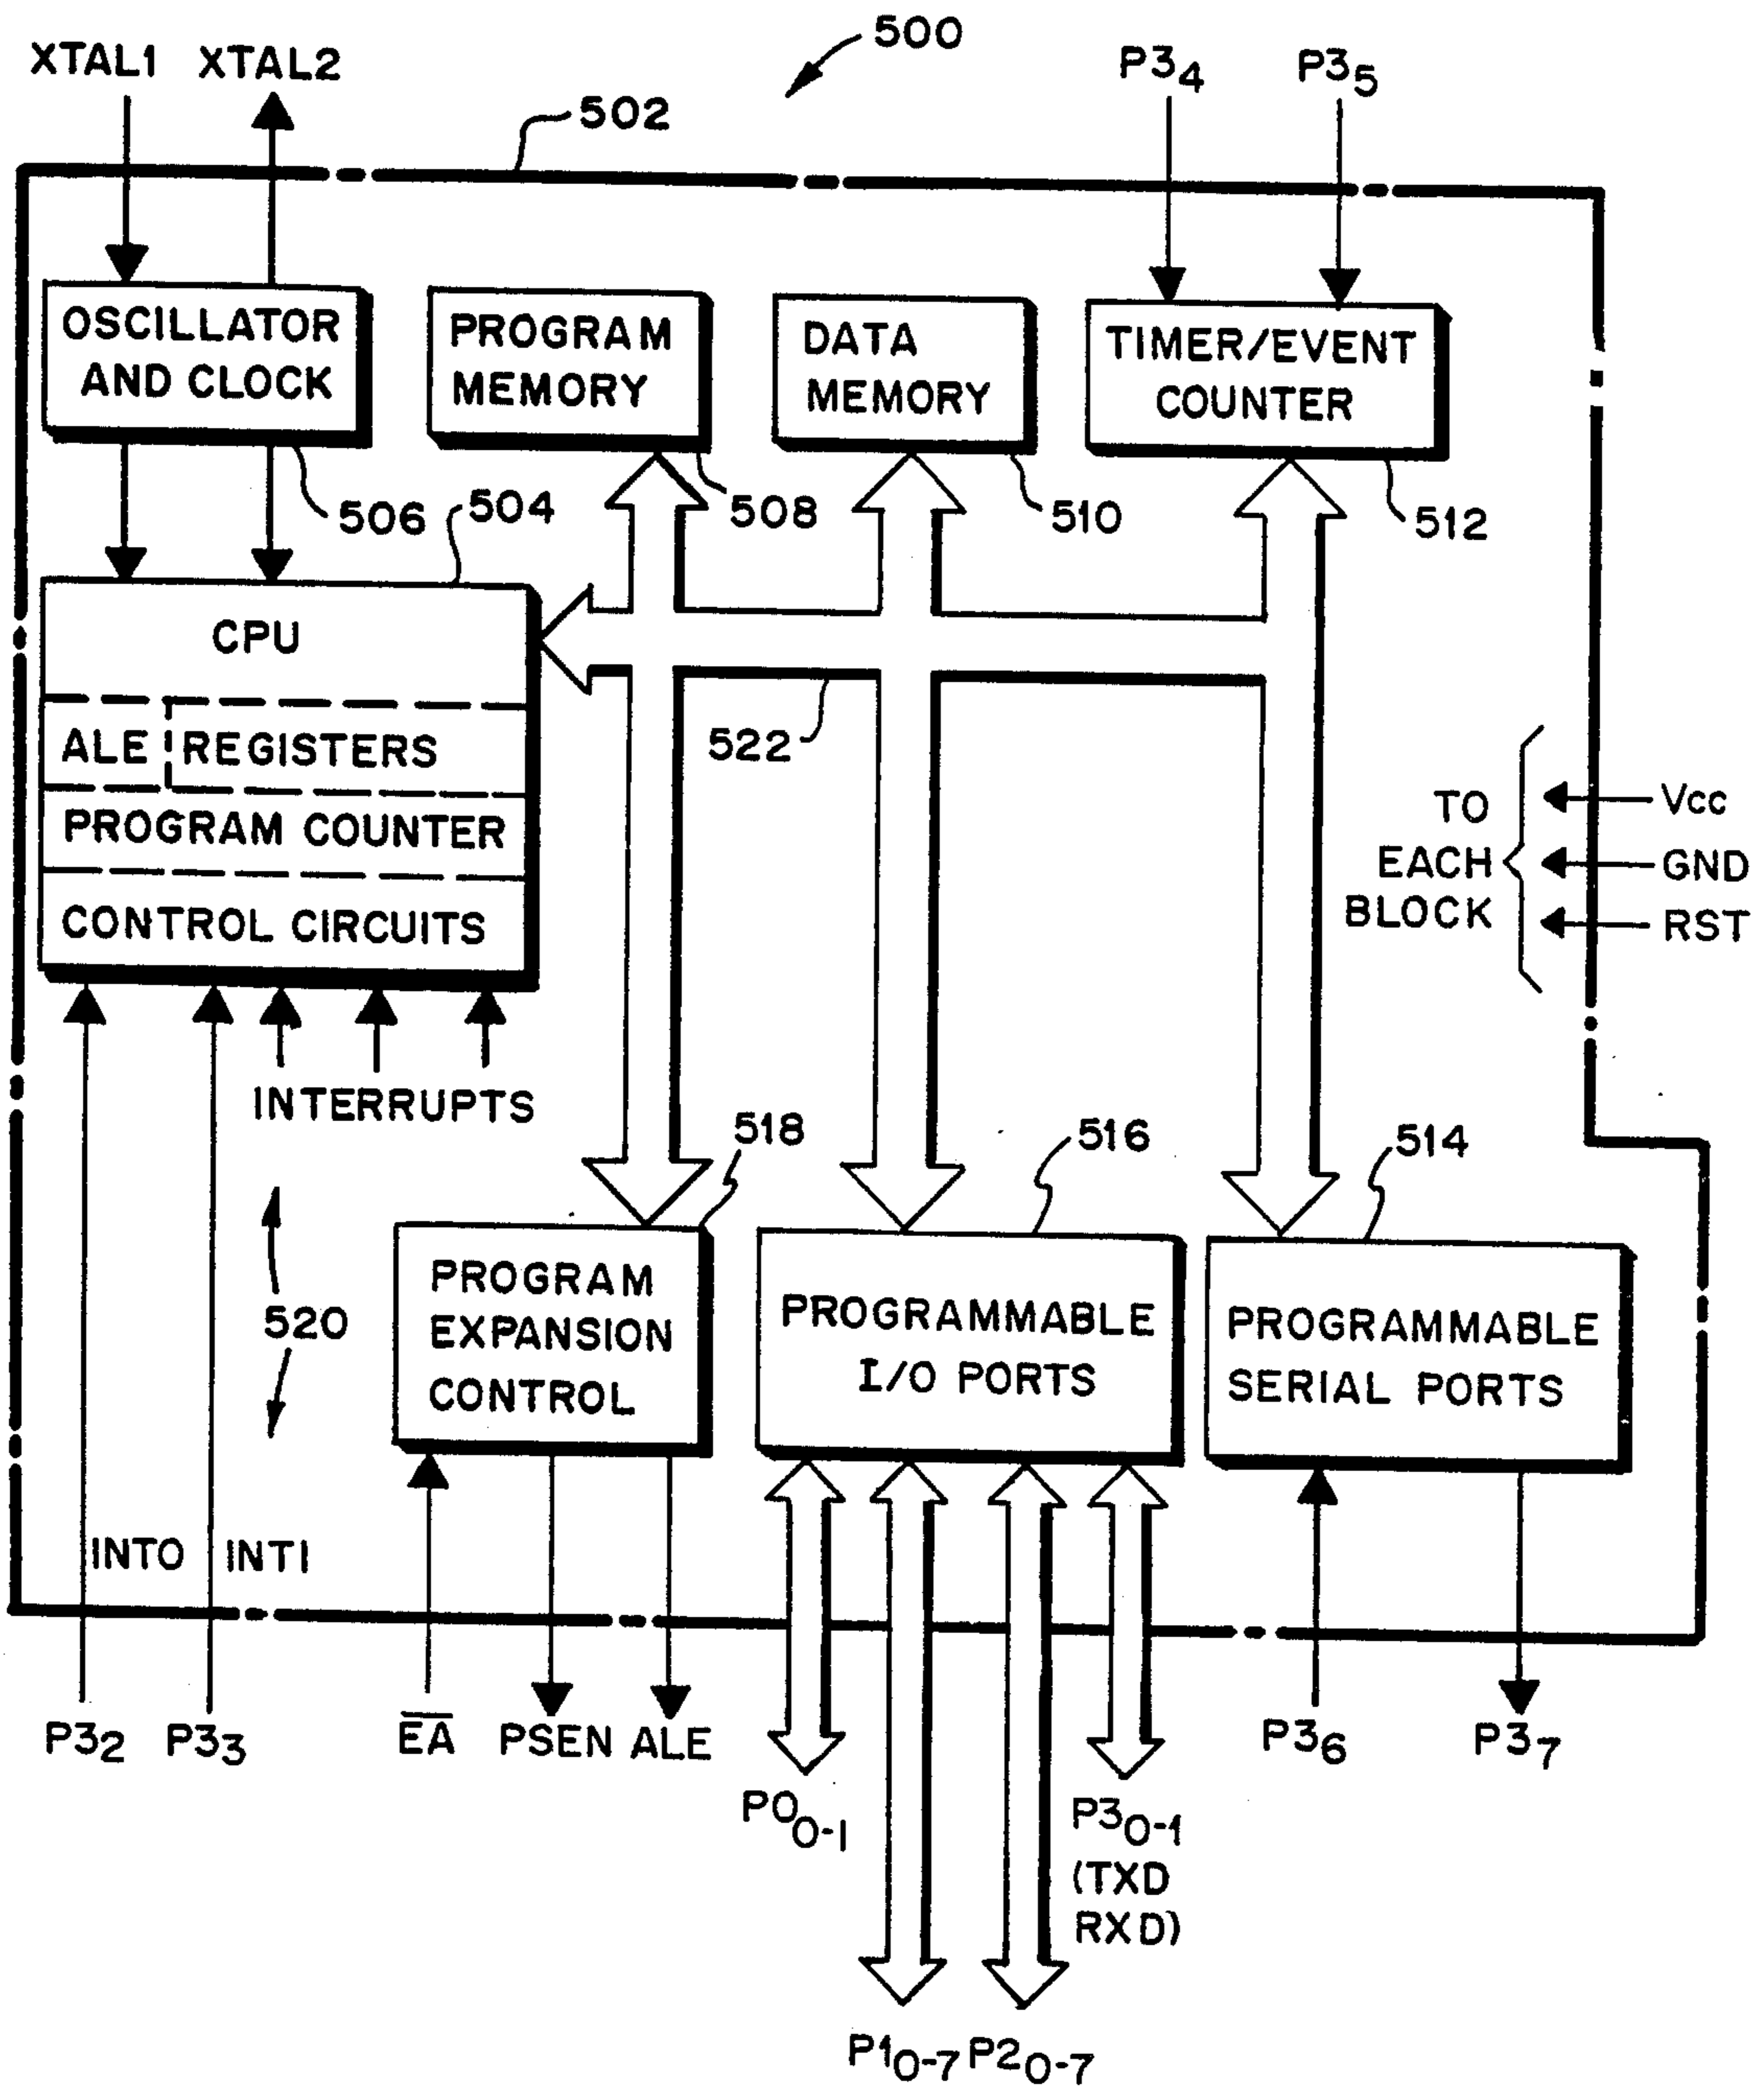 500
XTAL1 XTAL2
P3₄ P3₅
502
OSCILLATOR
AND CLOCK
PROGRAM
MEMORY
DATA
MEMORY
TIMER/EVENT
COUNTER
506
504
508
510
512
CPU
ALE REGISTERS
PROGRAM COUNTER
CONTROL CIRCUITS
522
TO
EACH
BLOCK
Vcc
GND
RST
INTERRUPTS
518
516
514
520
PROGRAM
EXPANSION
CONTROL
PROGRAMMABLE
I/O PORTS
PROGRAMMABLE
SERIAL PORTS
INTO INTI
P3₂ P3₃
E̅A̅ PSEN ALE
P3₆ P3₇
P0₀₋₁
P3₀₋₁
(TXD
RXD)
P1₀₋₇ P2₀₋₇